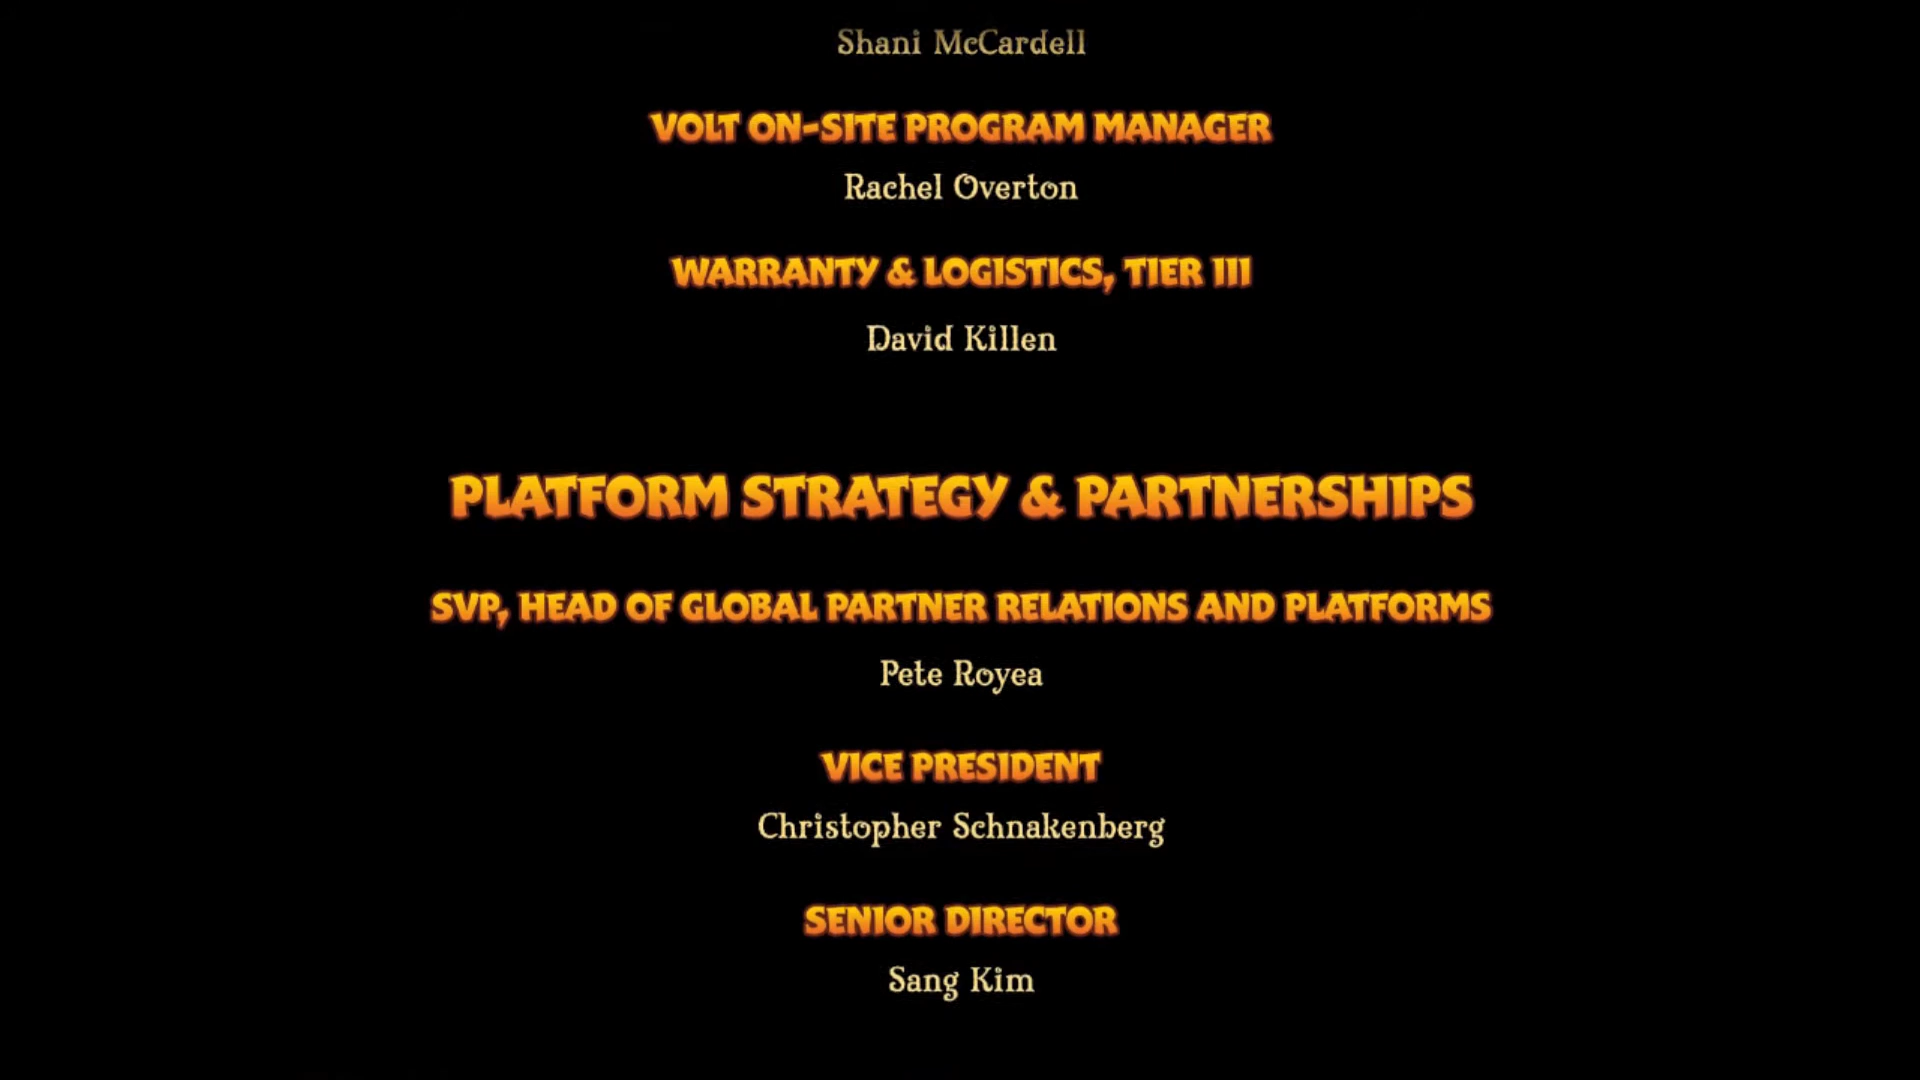 Shani McCardell
VOLT ON-SITE PROGRAM MANAGER
Rachel Overton
WARRANTY & LOGISTICS, TIER III
David Killen
PLATFORM STRATEGY & PARTNERSHIPS
SVP, HEAD OF GLOBAL PARTNER RELATIONS AND PLATFORMS
Pete Royea
VICE PRESIDENT
Christopher Schnakenberg
SENIOR DIRECTOR
Sang Kim